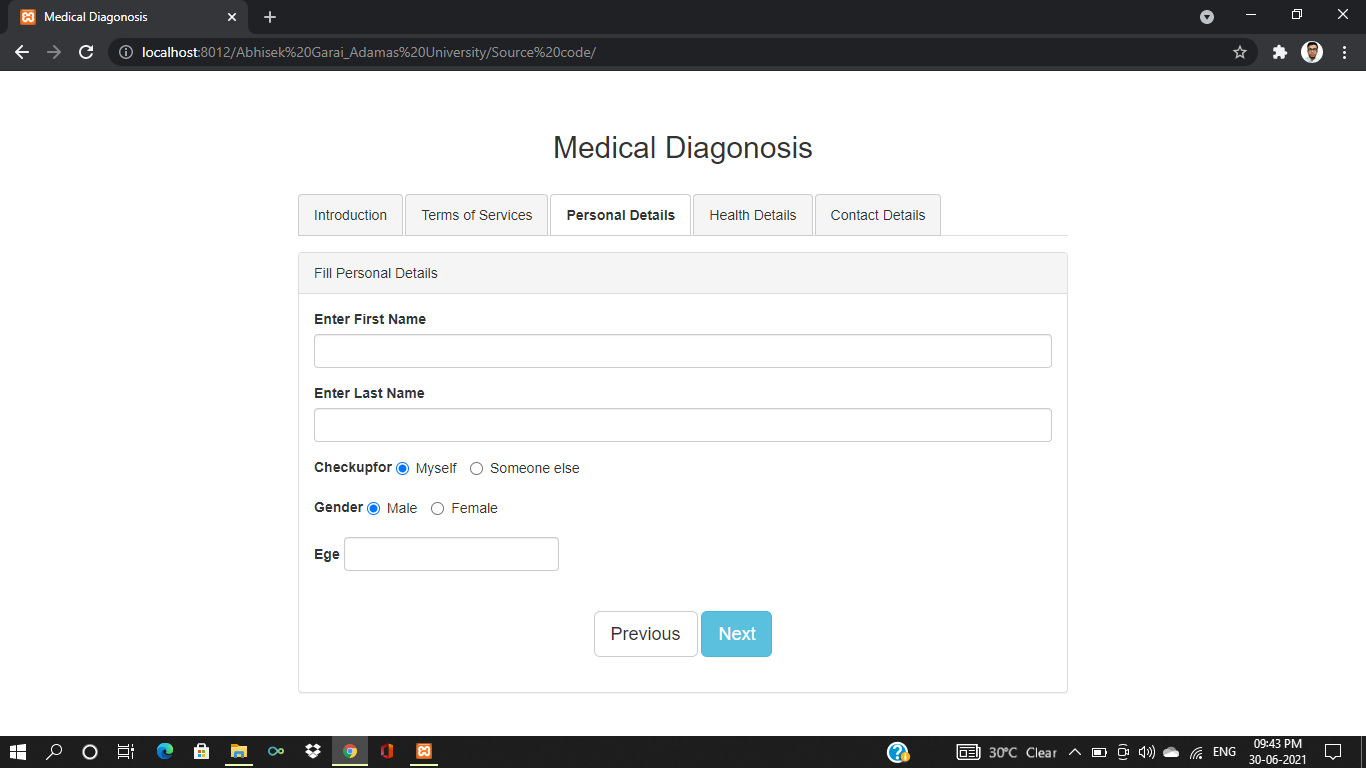 Medical Diagonosis
localhost:8012/Abhisek%20Garai_Adamas%20University/Source%20code/
Medical Diagonosis
Introduction Terms of Services Personal Details Health Details Contact Details
Fill Personal Details
Enter First Name
Enter Last Name
Checkupfor Myself Someone else
Gender Male Female
Ege
Previous Next
30°C Clear ENG 09:43 PM
30-06-2021